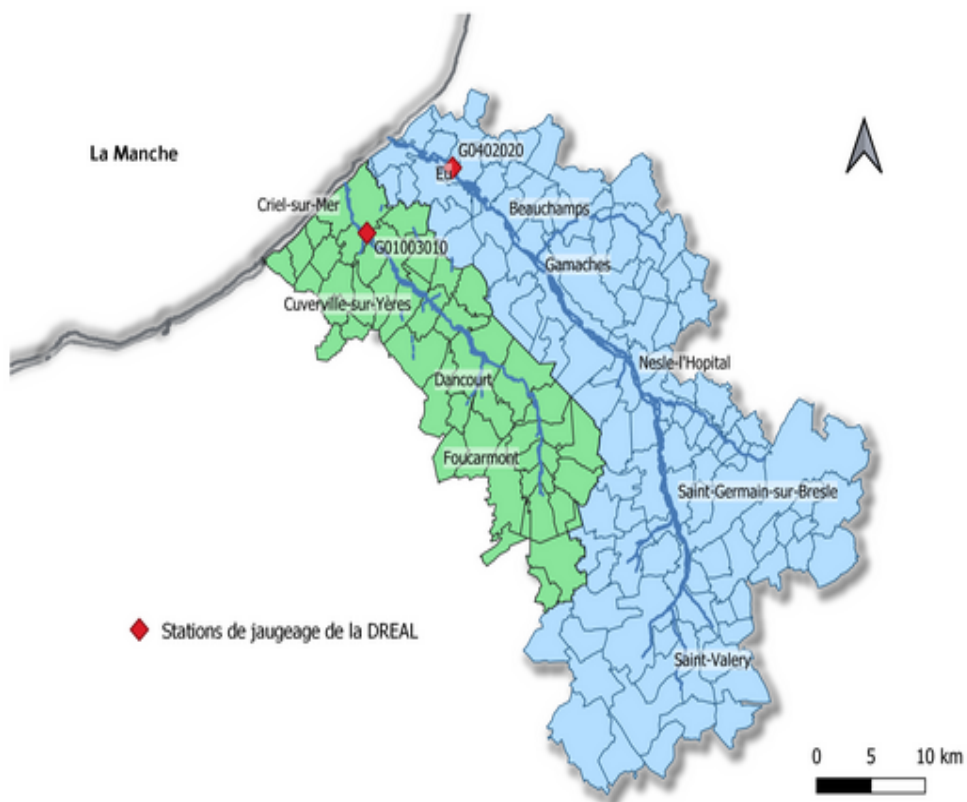 La Manche
G0402020
Eu
Criel-sur-Mer
Beauchamps
G01003010
Gamaches
Cuverville-sur-Yères
Nesle-l'Hopital
Dancourt
Foucarmont
Saint-Germain-sur-Bresle
Stations de jaugeage de la DREAL
Saint-Valery
0 5 10 km